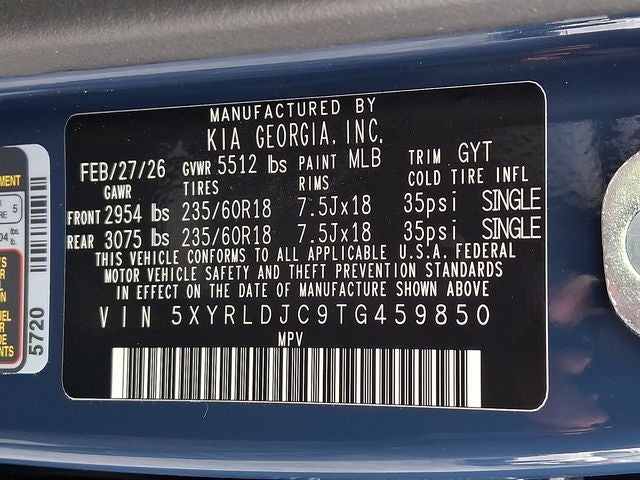 MANUFACTURED BY
KIA GEORGIA, INC.
FEB/27/26 GVWR 5512 lbs PAINT MLB TRIM GYT
GAWR TIRES RIMS COLD TIRE INFL
FRONT 2954 lbs 235/60R18 7.5Jx18 35psi SINGLE
REAR 3075 lbs 235/60R18 7.5Jx18 35psi SINGLE
THIS VEHICLE CONFORMS TO ALL APPLICABLE U.S.A. FEDERAL
MOTOR VEHICLE SAFETY AND THEFT PREVENTION STANDARDS
IN EFFECT ON THE DATE OF MANUFACTURE SHOWN ABOVE
VIN 5XYRLDJC9TG459850
MPV
5720